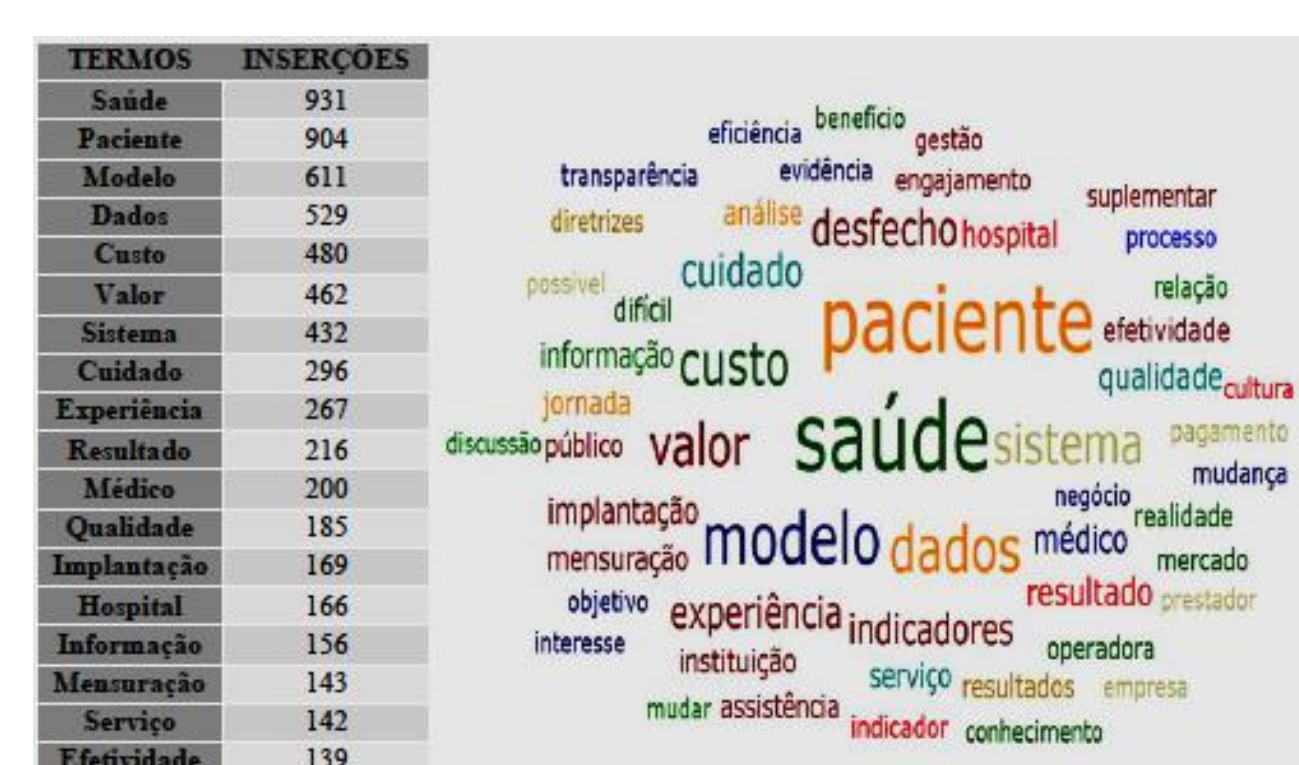 TERMOS INSERÇÕES
Saúde 931
Paciente 904
Modelo 611
Dados 529
Custo 480
Valor 462
Sistema 432
Cuidado 296
Experiência 267
Resultado 216
Médico 200
Qualidade 185
Implantação 169
Hospital 166
Informação 156
Mensuração 143
Serviço 142
Efetividade 139
benefício
eficiência gestão
transparência evidência engajamento
suplementar
diretrizes análise desfecho hospital processo
possível cuidado relação
difícil paciente efetividade
informação custo qualidade cultura
jornada
discussão público valor saúde sistema pagamento
mudança
implantação negócio realidade
mensuração modelo dados médico mercado
objetivo experiência resultado prestador
interesse indicadores operadora
instituição serviço resultados empresa
mudar assistência indicador conhecimento